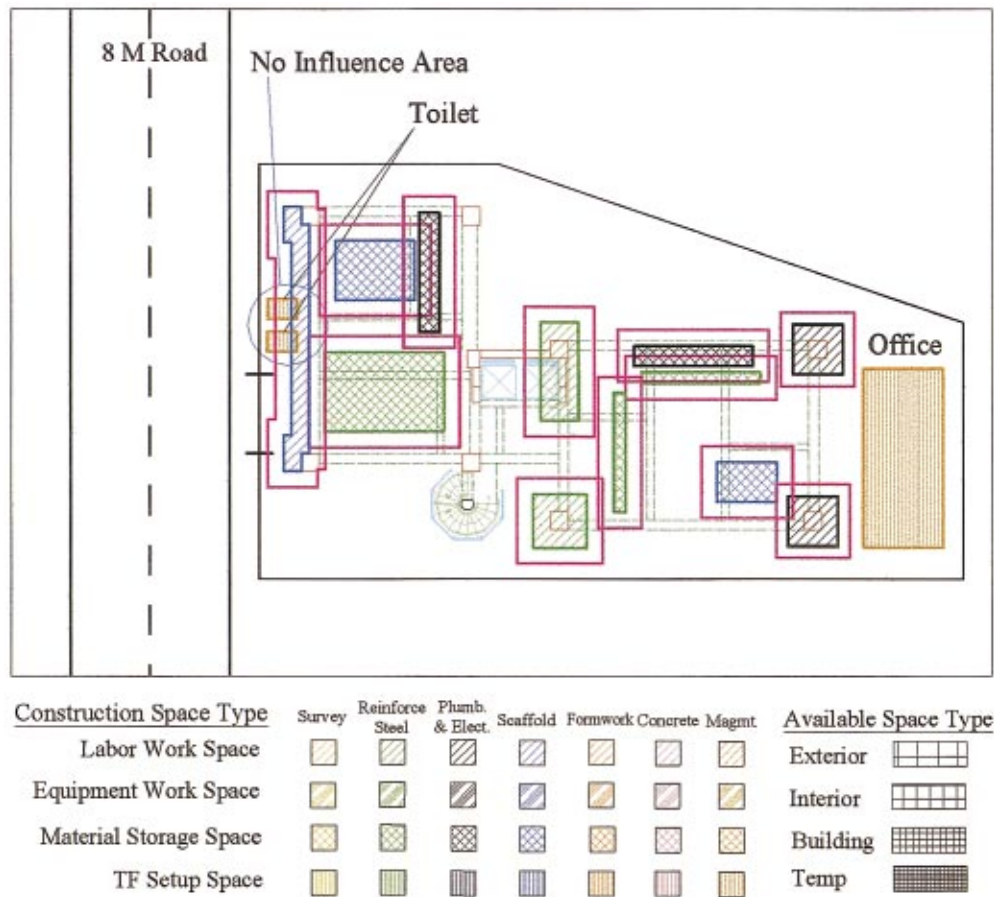 8 M Road
No Influence Area
Toilet
Office
Construction Space Type
Survey
Reinforce
Steel
Plumb.
& Elect.
Scaffold
Formwork
Concrete
Magmt.
Available Space Type
Labor Work Space
Exterior
Equipment Work Space
Interior
Material Storage Space
Building
TF Setup Space
Temp